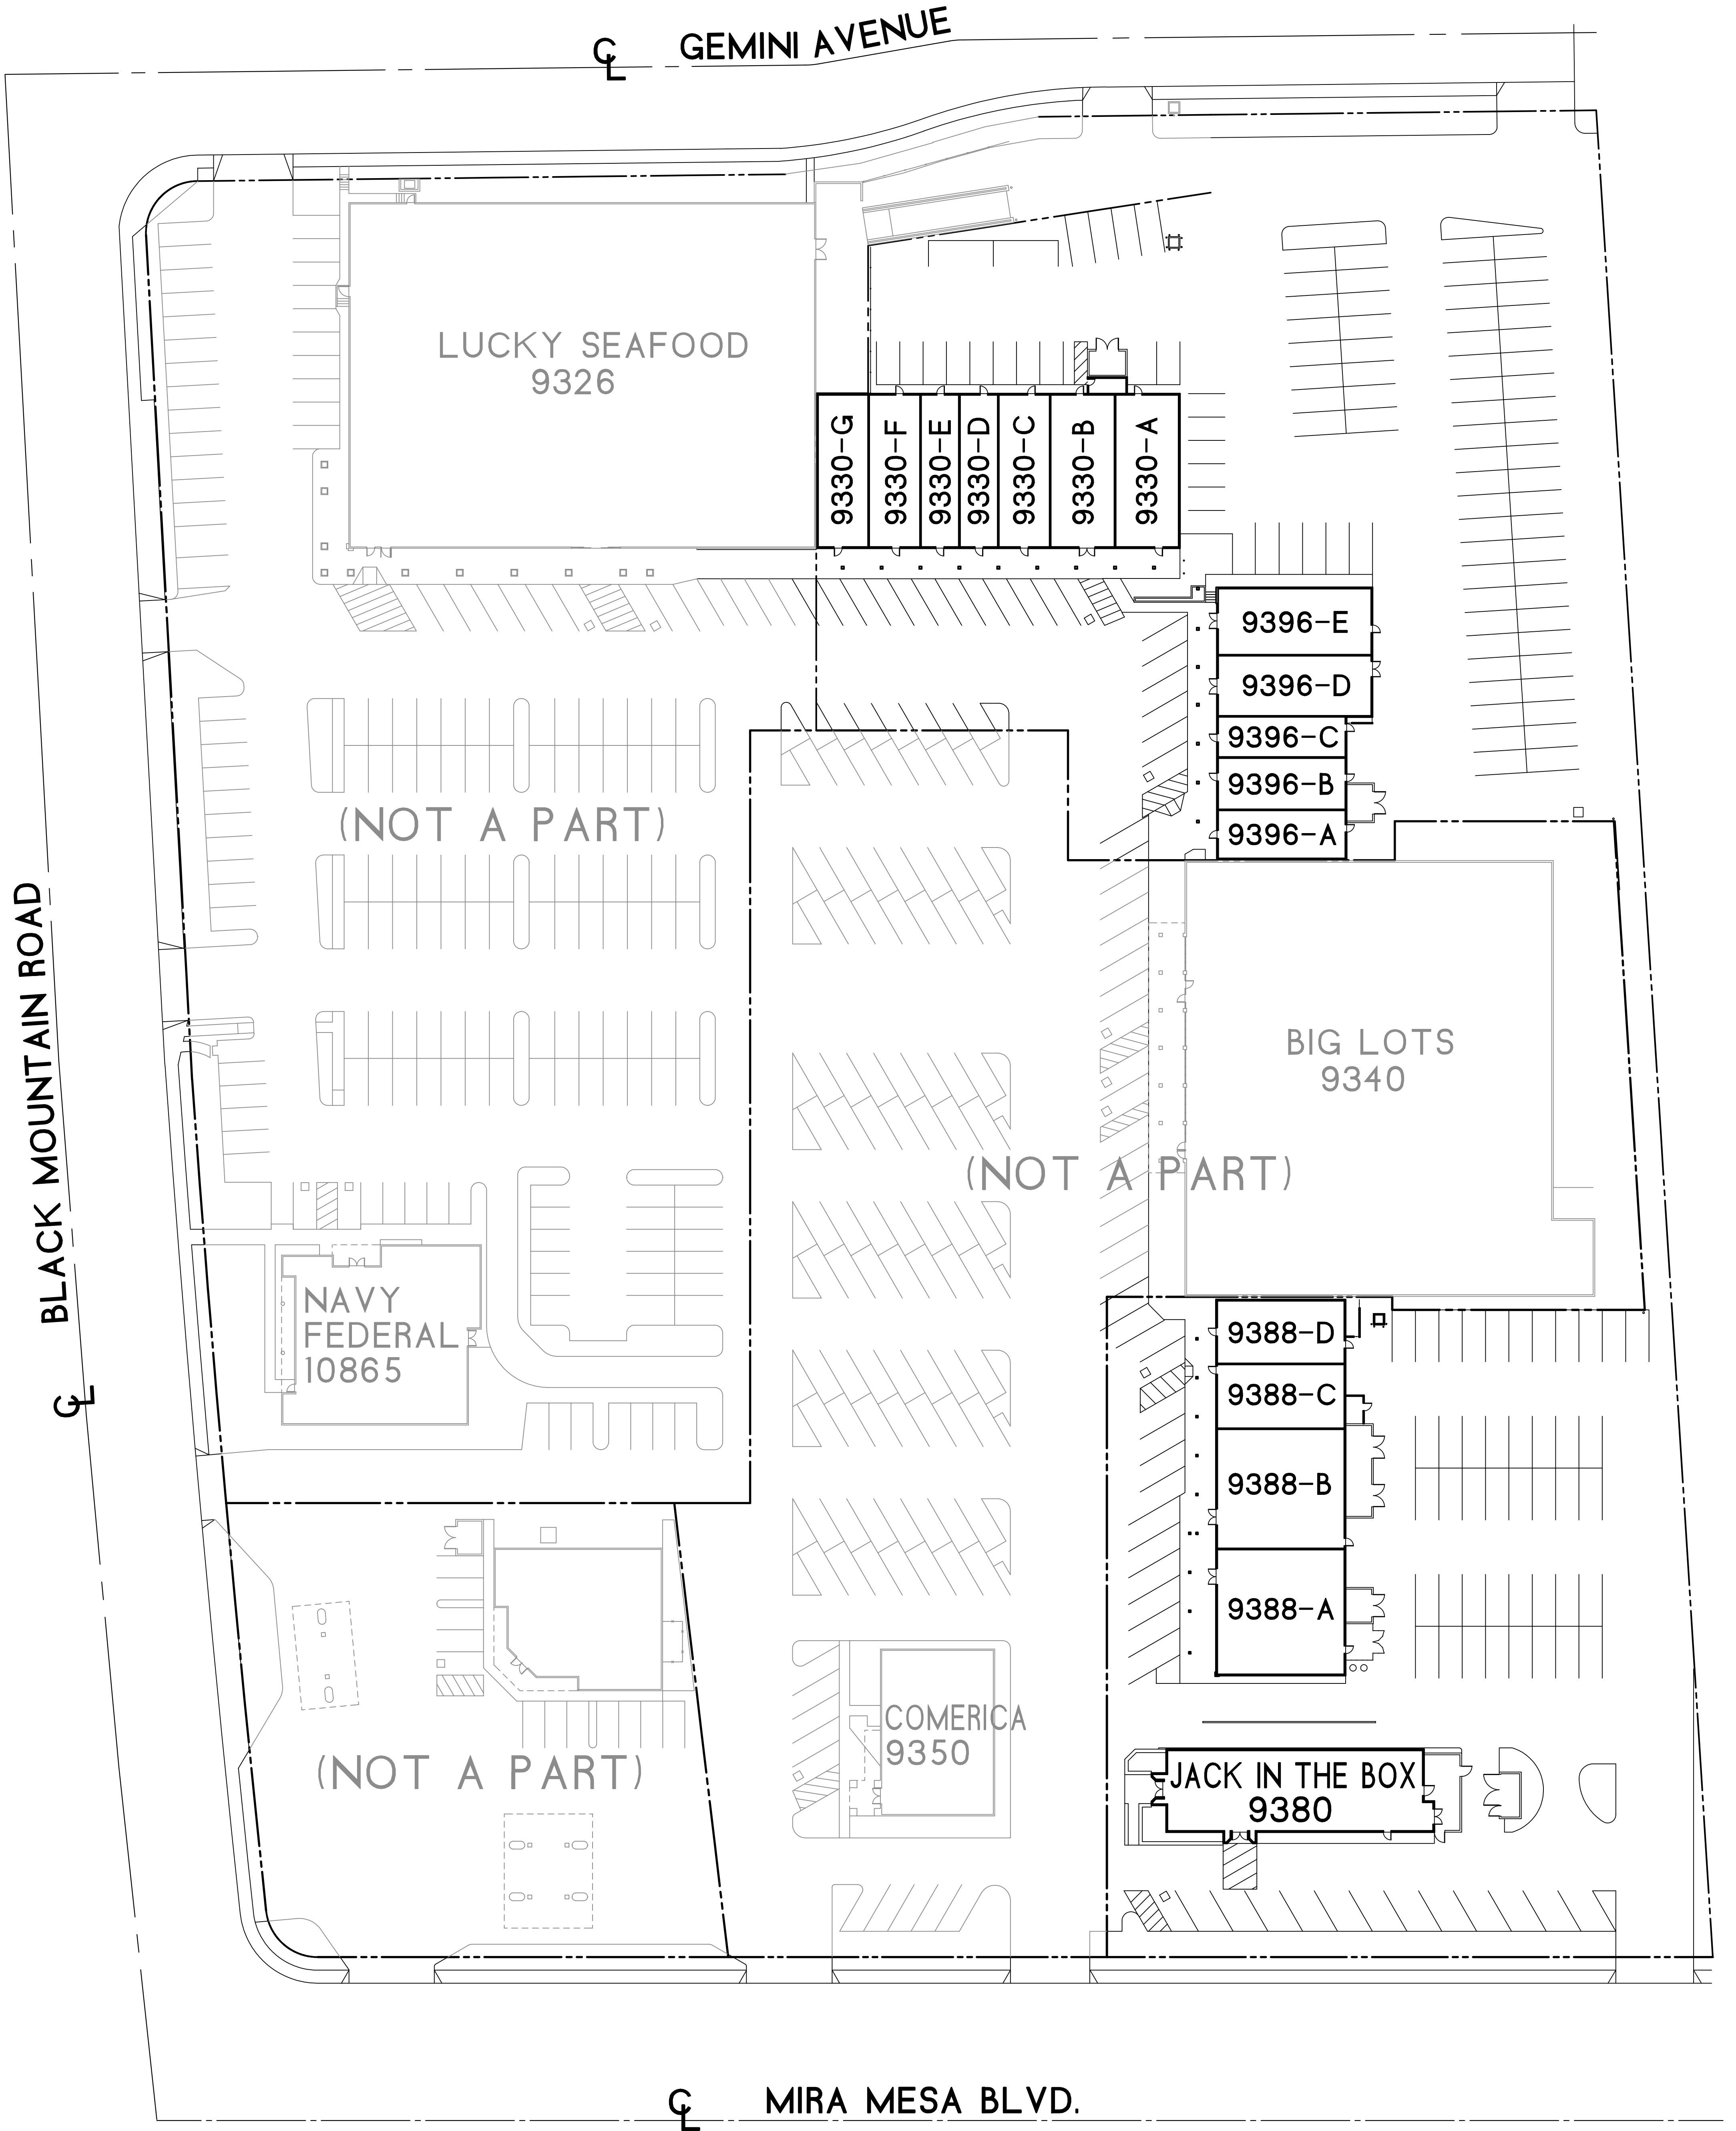 ℄ GEMINI AVENUE
LUCKY SEAFOOD
9326
9330-G
9330-F
9330-E
9330-D
9330-C
9330-B
9330-A
9396-E
9396-D
9396-C
9396-B
9396-A
(NOT A PART)
BLACK MOUNTAIN ROAD
℄
BIG LOTS
9340
(NOT A PART)
NAVY
FEDERAL
10865
9388-D
9388-C
9388-B
9388-A
COMERICA
9350
(NOT A PART)
JACK IN THE BOX
9380
℄ MIRA MESA BLVD.